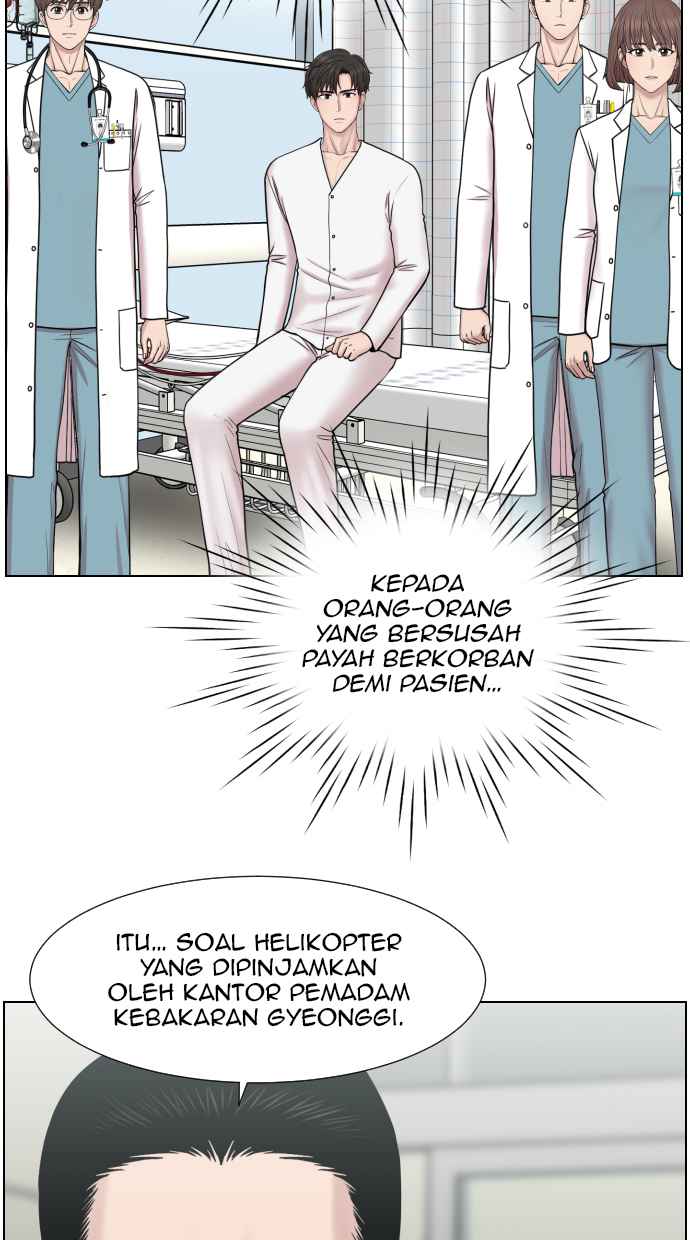 KEPADA
ORANG-ORANG
YANG BERSUSAH
PAYAH BERKORBAN
DEMI PASIEN...
ITU... SOAL HELIKOPTER
YANG DIPINJAMKAN
OLEH KANTOR PEMADAM
KEBAKARAN GYEONGGI.